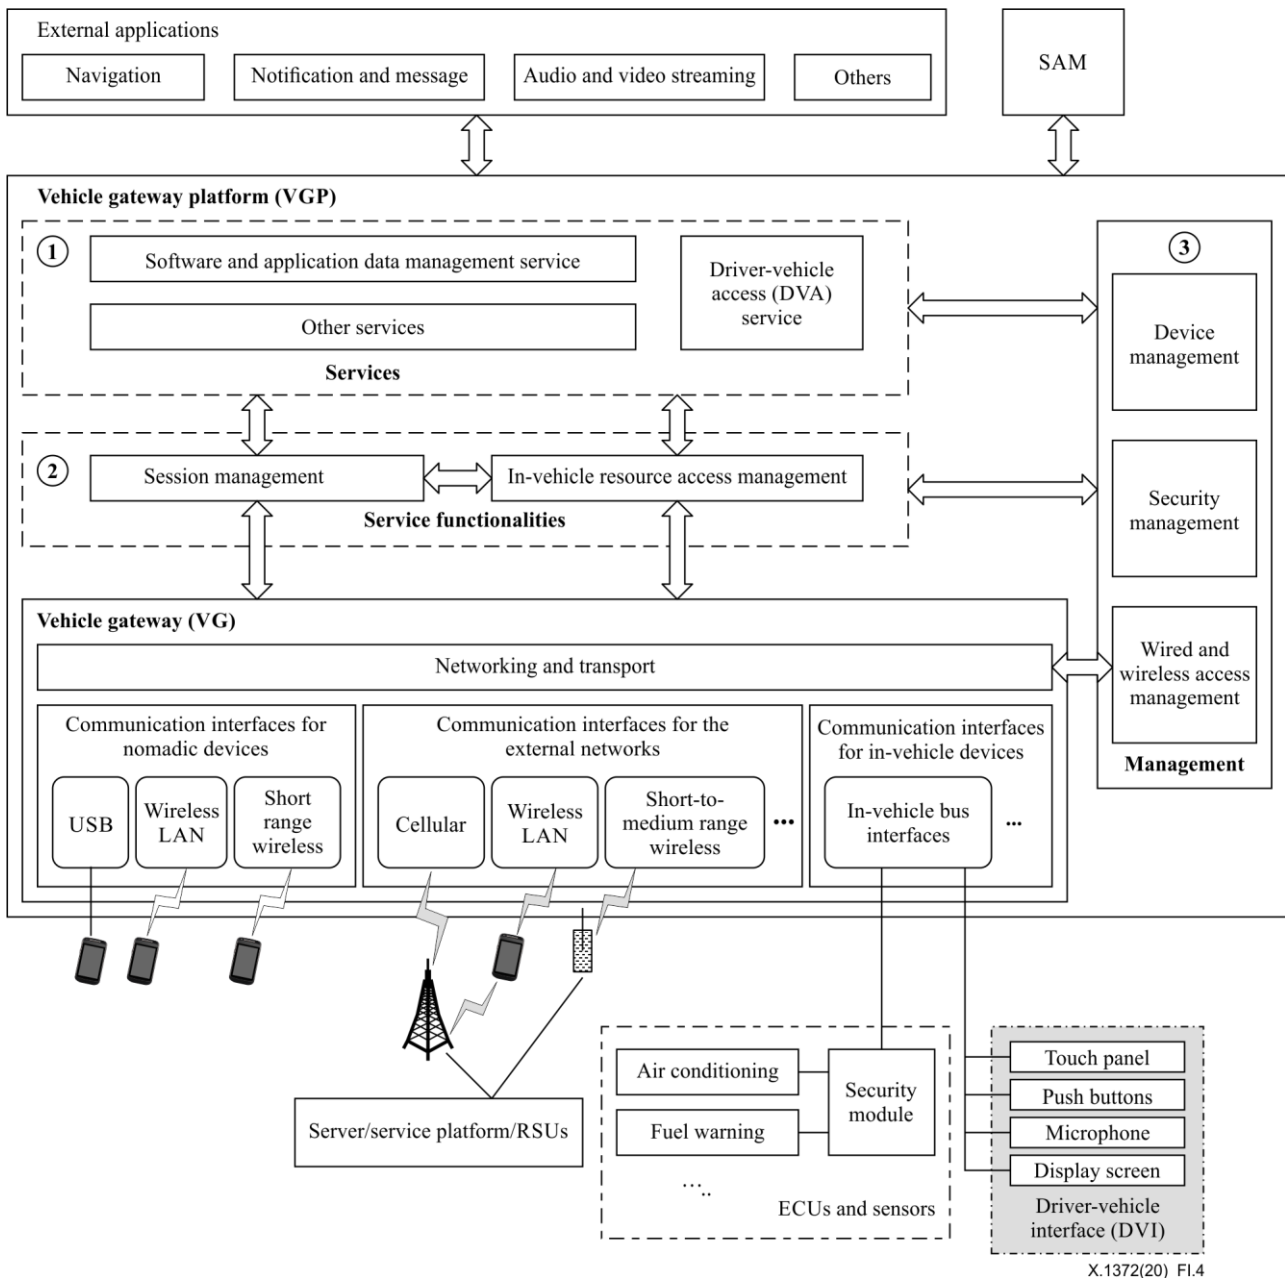 External applications
Navigation
Notification and message
Audio and video streaming
Others
SAM
Vehicle gateway platform (VGP)
1
Software and application data management service
Other services
Driver-vehicle
access (DVA)
service
Services
3
Device
management
2
Session management
In-vehicle resource access management
Service functionalities
Security
management
Vehicle gateway (VG)
Networking and transport
Wired and
wireless access
management
Management
Communication interfaces for
nomadic devices
USB
Wireless
LAN
Short
range
wireless
Communication interfaces for the
external networks
Cellular
Wireless
LAN
Short-to-
medium range
wireless
...
Communication interfaces
for in-vehicle devices
In-vehicle bus
interfaces
...
Server/service platform/RSUs
Air conditioning
Fuel warning
.....
Security
module
ECUs and sensors
Touch panel
Push buttons
Microphone
Display screen
Driver-vehicle
interface (DVI)
X.1372(20)_FI.4